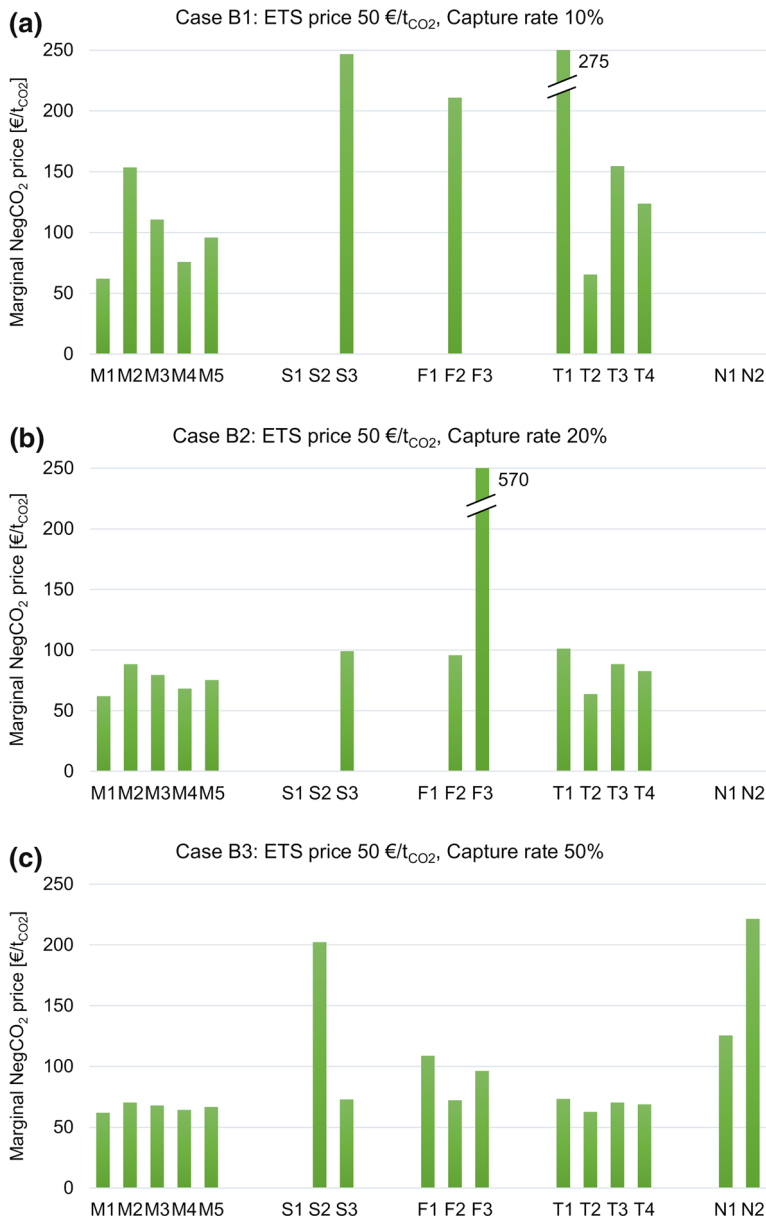 (a)
Case B1: ETS price 50 €/tCO2, Capture rate 10%
Marginal NegCO2 price [€/tCO2]
250
200
150
100
50
0
275
M1 M2 M3 M4 M5 S1 S2 S3 F1 F2 F3 T1 T2 T3 T4 N1 N2
(b)
Case B2: ETS price 50 €/tCO2, Capture rate 20%
Marginal NegCO2 price [€/tCO2]
250
200
150
100
50
0
570
M1 M2 M3 M4 M5 S1 S2 S3 F1 F2 F3 T1 T2 T3 T4 N1 N2
(c)
Case B3: ETS price 50 €/tCO2, Capture rate 50%
Marginal NegCO2 price [€/tCO2]
250
200
150
100
50
0
M1 M2 M3 M4 M5 S1 S2 S3 F1 F2 F3 T1 T2 T3 T4 N1 N2